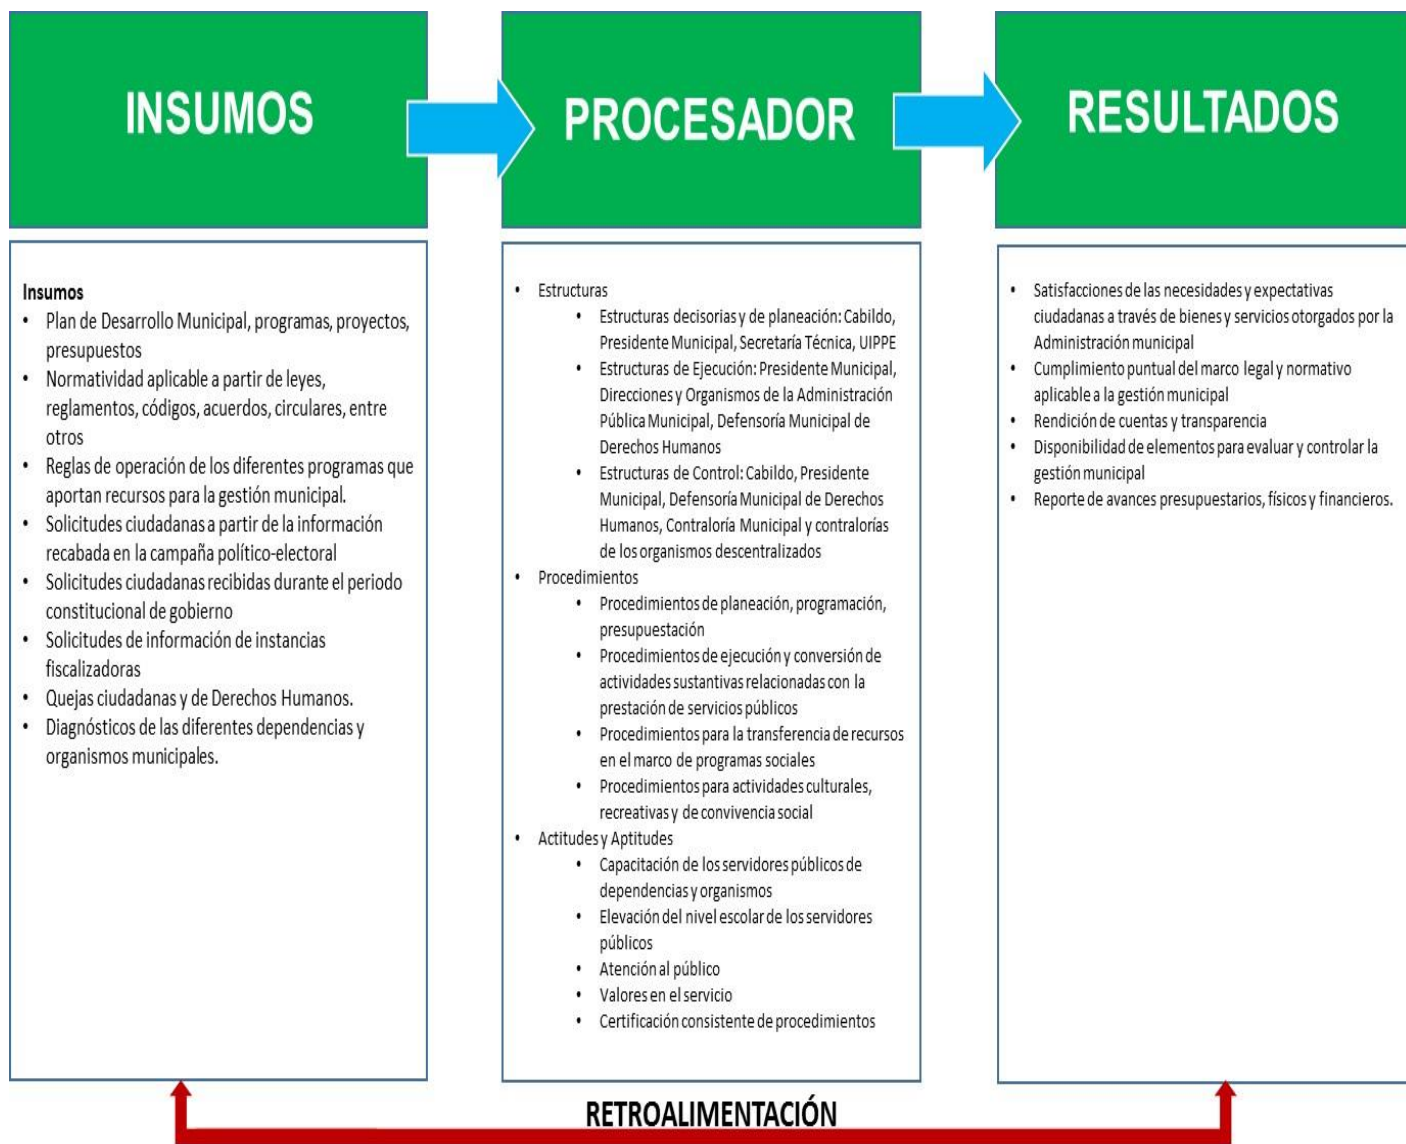 INSUMOS
PROCESADOR
RESULTADOS
Insumos
• Plan de Desarrollo Municipal, programas, proyectos,
presupuestos
• Normatividad aplicable a partir de leyes,
reglamentos, códigos, acuerdos, circulares, entre
otros
• Reglas de operación de los diferentes programas que
aportan recursos para la gestión municipal.
• Solicitudes ciudadanas a partir de la información
recabada en la campaña político-electoral
• Solicitudes ciudadanas recibidas durante el periodo
constitucional de gobierno
• Solicitudes de información de instancias
fiscalizadoras
• Quejas ciudadanas y de Derechos Humanos.
• Diagnósticos de las diferentes dependencias y
organismos municipales.
• Estructuras
• Estructuras decisorias y de planeación: Cabildo,
Presidente Municipal, Secretaría Técnica, UIPPE
• Estructuras de Ejecución: Presidente Municipal,
Direcciones y Organismos de la Administración
Pública Municipal, Defensoría Municipal de
Derechos Humanos
• Estructuras de Control: Cabildo, Presidente
Municipal, Defensoría Municipal de Derechos
Humanos, Contraloría Municipal y contralorías
de los organismos descentralizados
• Procedimientos
• Procedimientos de planeación, programación,
presupuestación
• Procedimientos de ejecución y conversión de
actividades sustantivas relacionadas con la
prestación de servicios públicos
• Procedimientos para la transferencia de recursos
en el marco de programas sociales
• Procedimientos para actividades culturales,
recreativas y de convivencia social
• Actitudes y Aptitudes
• Capacitación de los servidores públicos de
dependencias y organismos
• Elevación del nivel escolar de los servidores
públicos
• Atención al público
• Valores en el servicio
• Certificación consistente de procedimientos
• Satisfacciones de las necesidades y expectativas
ciudadanas a través de bienes y servicios otorgados por la
Administración municipal
• Cumplimiento puntual del marco legal y normativo
aplicable a la gestión municipal
• Rendición de cuentas y transparencia
• Disponibilidad de elementos para evaluar y controlar la
gestión municipal
• Reporte de avances presupuestarios, físicos y financieros.
RETROALIMENTACIÓN